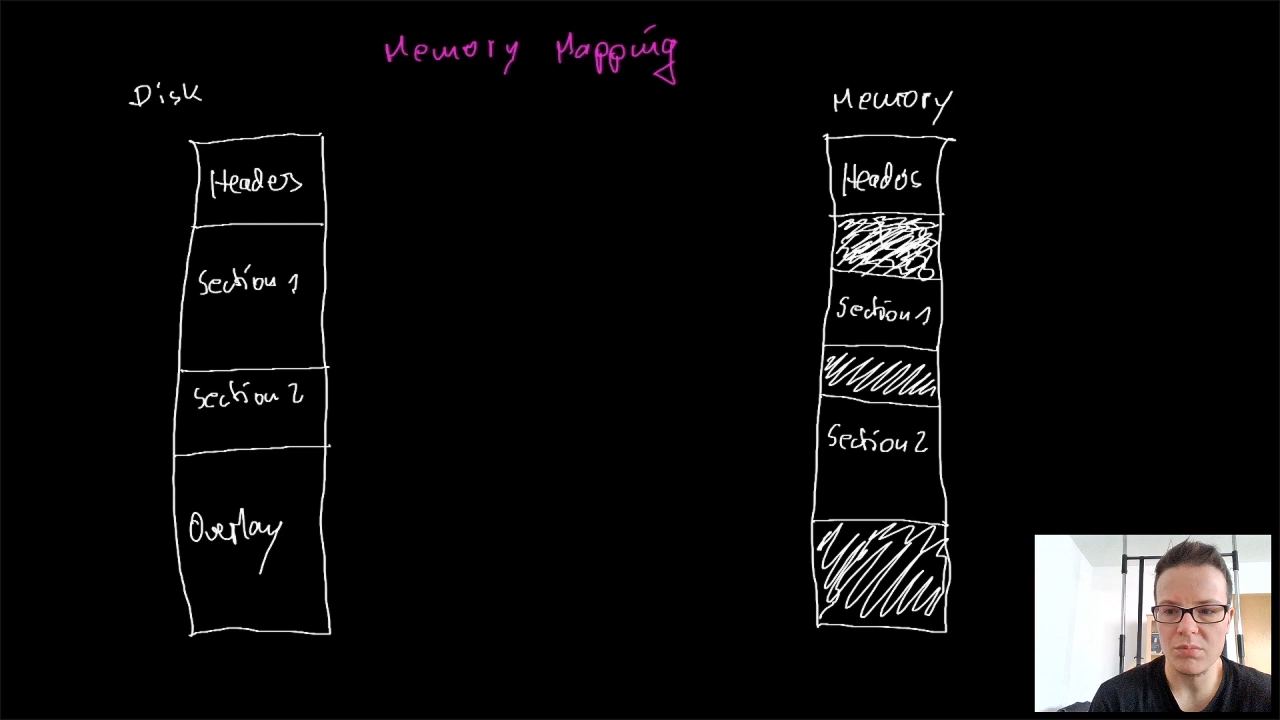 Memory Mapping
Disk
Headers
Section 1
Section 2
Overlay
Memory
Headers
Section 1
Section 2